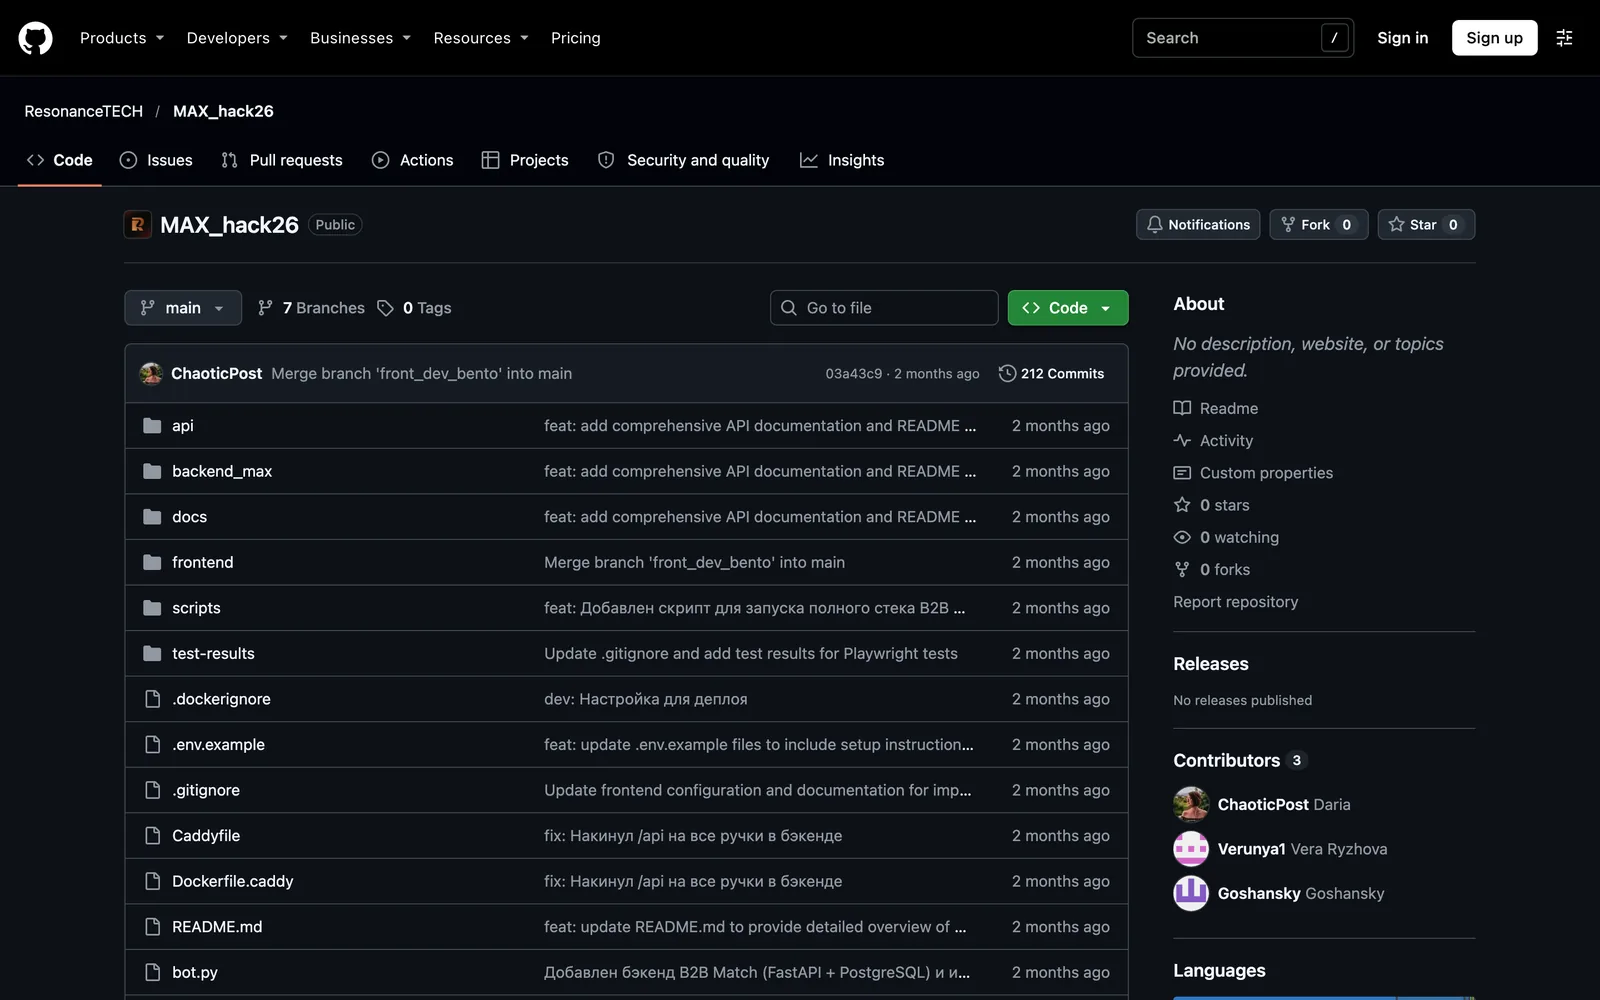 Products Developers Businesses Resources Pricing Search / Sign in Sign up
ResonanceTECH / MAX_hack26
Code Issues Pull requests Actions Projects Security and quality Insights
MAX_hack26 Public Notifications Fork 0 Star 0
main 7 Branches 0 Tags Go to file Code
ChaoticPost Merge branch 'front_dev_bento' into main 03a43c9 · 2 months ago 212 Commits
api feat: add comprehensive API documentation and README ... 2 months ago
backend_max feat: add comprehensive API documentation and README ... 2 months ago
docs feat: add comprehensive API documentation and README ... 2 months ago
frontend Merge branch 'front_dev_bento' into main 2 months ago
scripts feat: Добавлен скрипт для запуска полного стека B2B ... 2 months ago
test-results Update .gitignore and add test results for Playwright tests 2 months ago
.dockerignore dev: Настройка для деплоя 2 months ago
.env.example feat: update .env.example files to include setup instruction... 2 months ago
.gitignore Update frontend configuration and documentation for imp... 2 months ago
Caddyfile fix: Накинул /api на все ручки в бэкенде 2 months ago
Dockerfile.caddy fix: Накинул /api на все ручки в бэкенде 2 months ago
README.md feat: update README.md to provide detailed overview of ... 2 months ago
bot.py Добавлен бэкенд B2B Match (FastAPI + PostgreSQL) и и... 2 months ago
About
No description, website, or topics
provided.
Readme
Activity
Custom properties
0 stars
0 watching
0 forks
Report repository
Releases
No releases published
Contributors 3
ChaoticPost Daria
Verunya1 Vera Ryzhova
Goshansky Goshansky
Languages